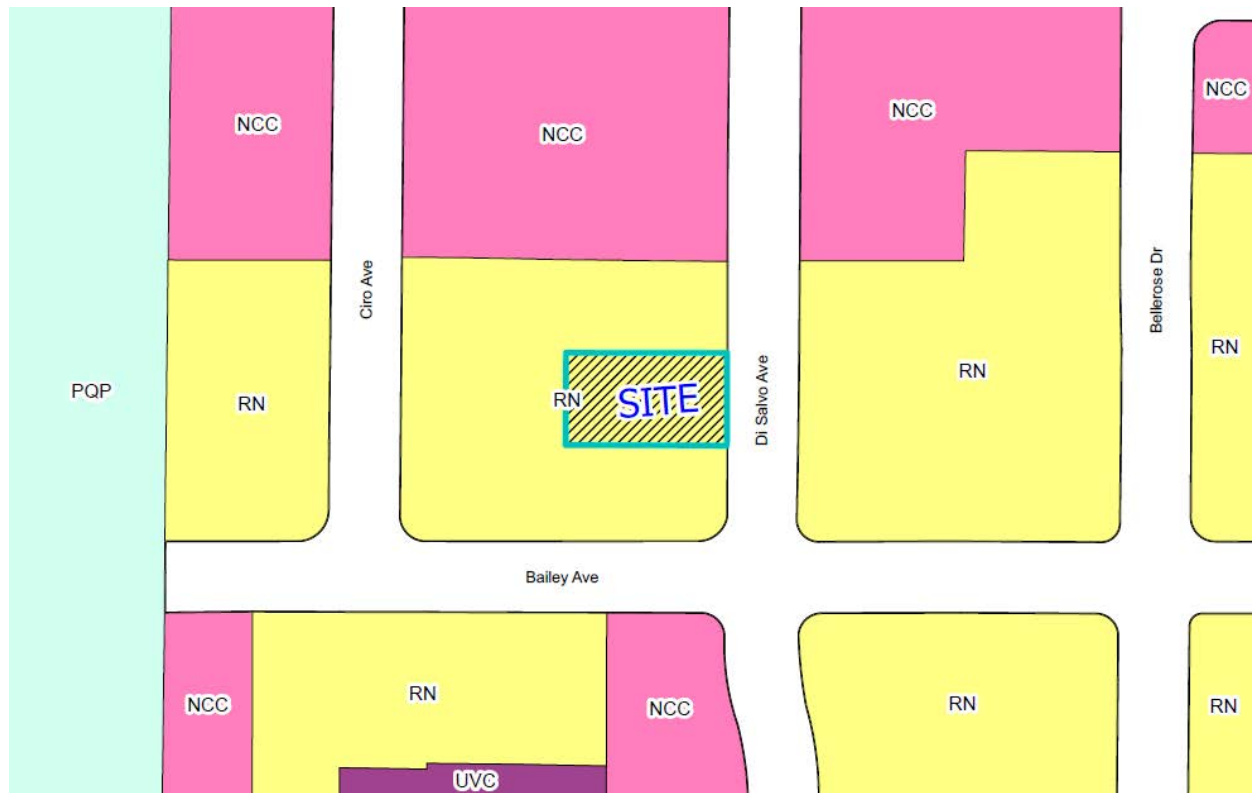 NCC
NCC
NCC
NCC
Ciro Ave
Di Salvo Ave
Bellerose Dr
PQP
RN
RN
SITE
RN
RN
Bailey Ave
NCC
RN
NCC
RN
RN
UVC